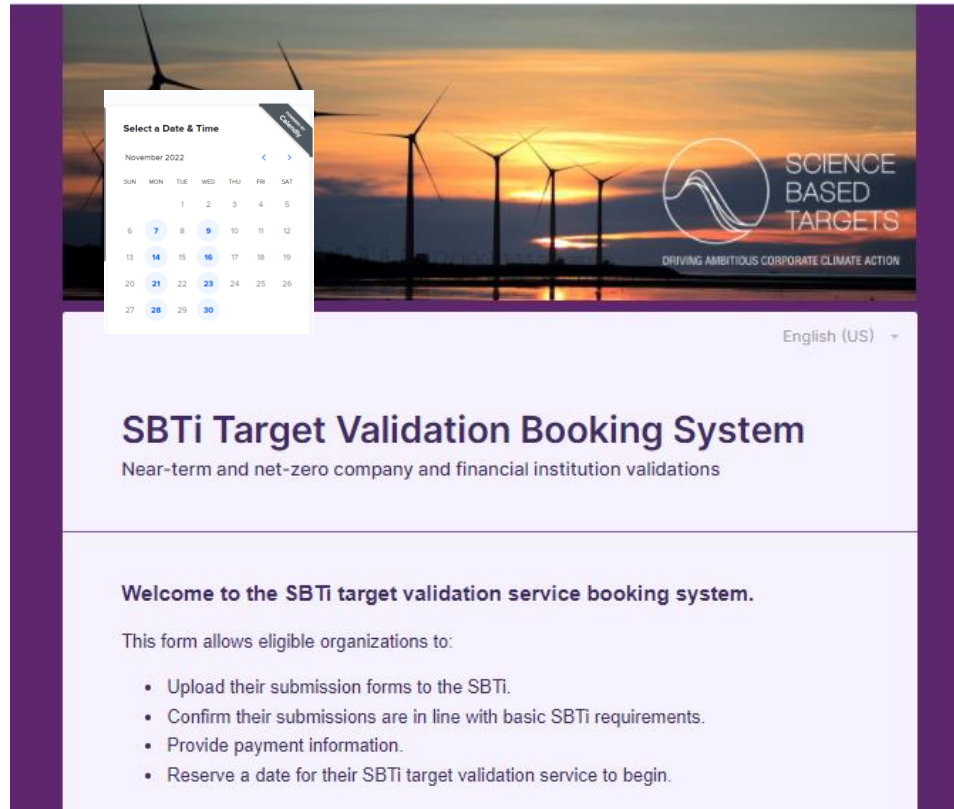 Select a Date & Time
POWERED BY
Calendly
November 2022
SUN MON TUE WED THU FRI SAT
1 2 3 4 5
6 7 8 9 10 11 12
13 14 15 16 17 18 19
20 21 22 23 24 25 26
27 28 29 30
SCIENCE
BASED
TARGETS
DRIVING AMBITIOUS CORPORATE CLIMATE ACTION
English (US)
SBTi Target Validation Booking System
Near-term and net-zero company and financial institution validations
Welcome to the SBTi target validation service booking system.
This form allows eligible organizations to:
• Upload their submission forms to the SBTi.
• Confirm their submissions are in line with basic SBTi requirements.
• Provide payment information.
• Reserve a date for their SBTi target validation service to begin.